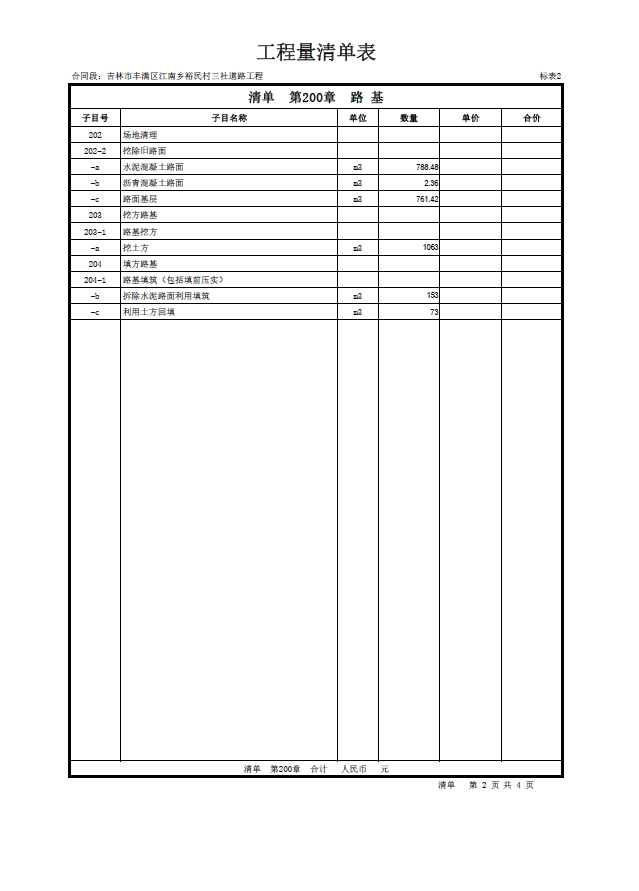 工程量清单表
合同段：吉林市丰满区江南乡裕民村三社道路工程 标表2
清单 第200章 路 基
子目号 子目名称 单位 数量 单价 合价
202 场地清理
202-2 挖除旧路面
-a 水泥混凝土路面 m3 788.48
-b 沥青混凝土路面 m3 2.36
-c 路面基层 m3 761.42
203 挖方路基
203-1 路基挖方
-a 挖土方 m3 1063
204 填方路基
204-1 路基填筑（包括填前压实）
-b 拆除水泥路面利用填筑 m3 153
-c 利用土方回填 m3 73
清单 第200章 合计 人民币 元
清单 第 2 页 共 4 页